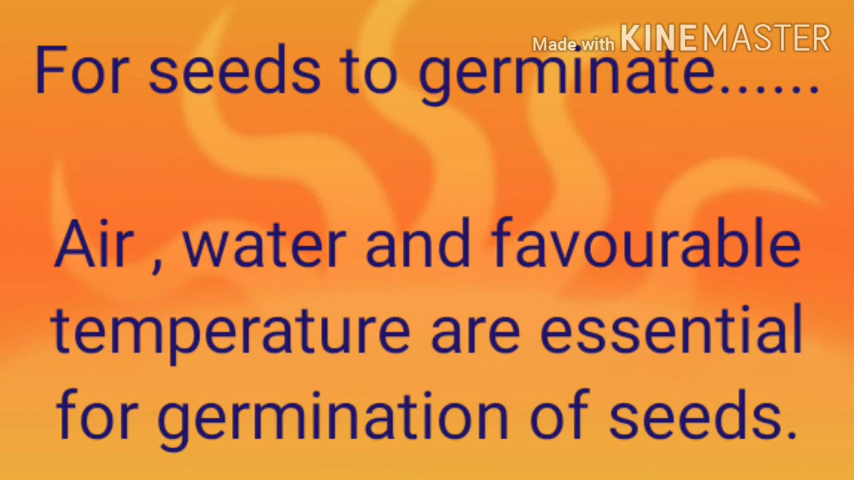 Made with KINEMASTER
For seeds to germinate......
Air , water and favourable
temperature are essential
for germination of seeds.